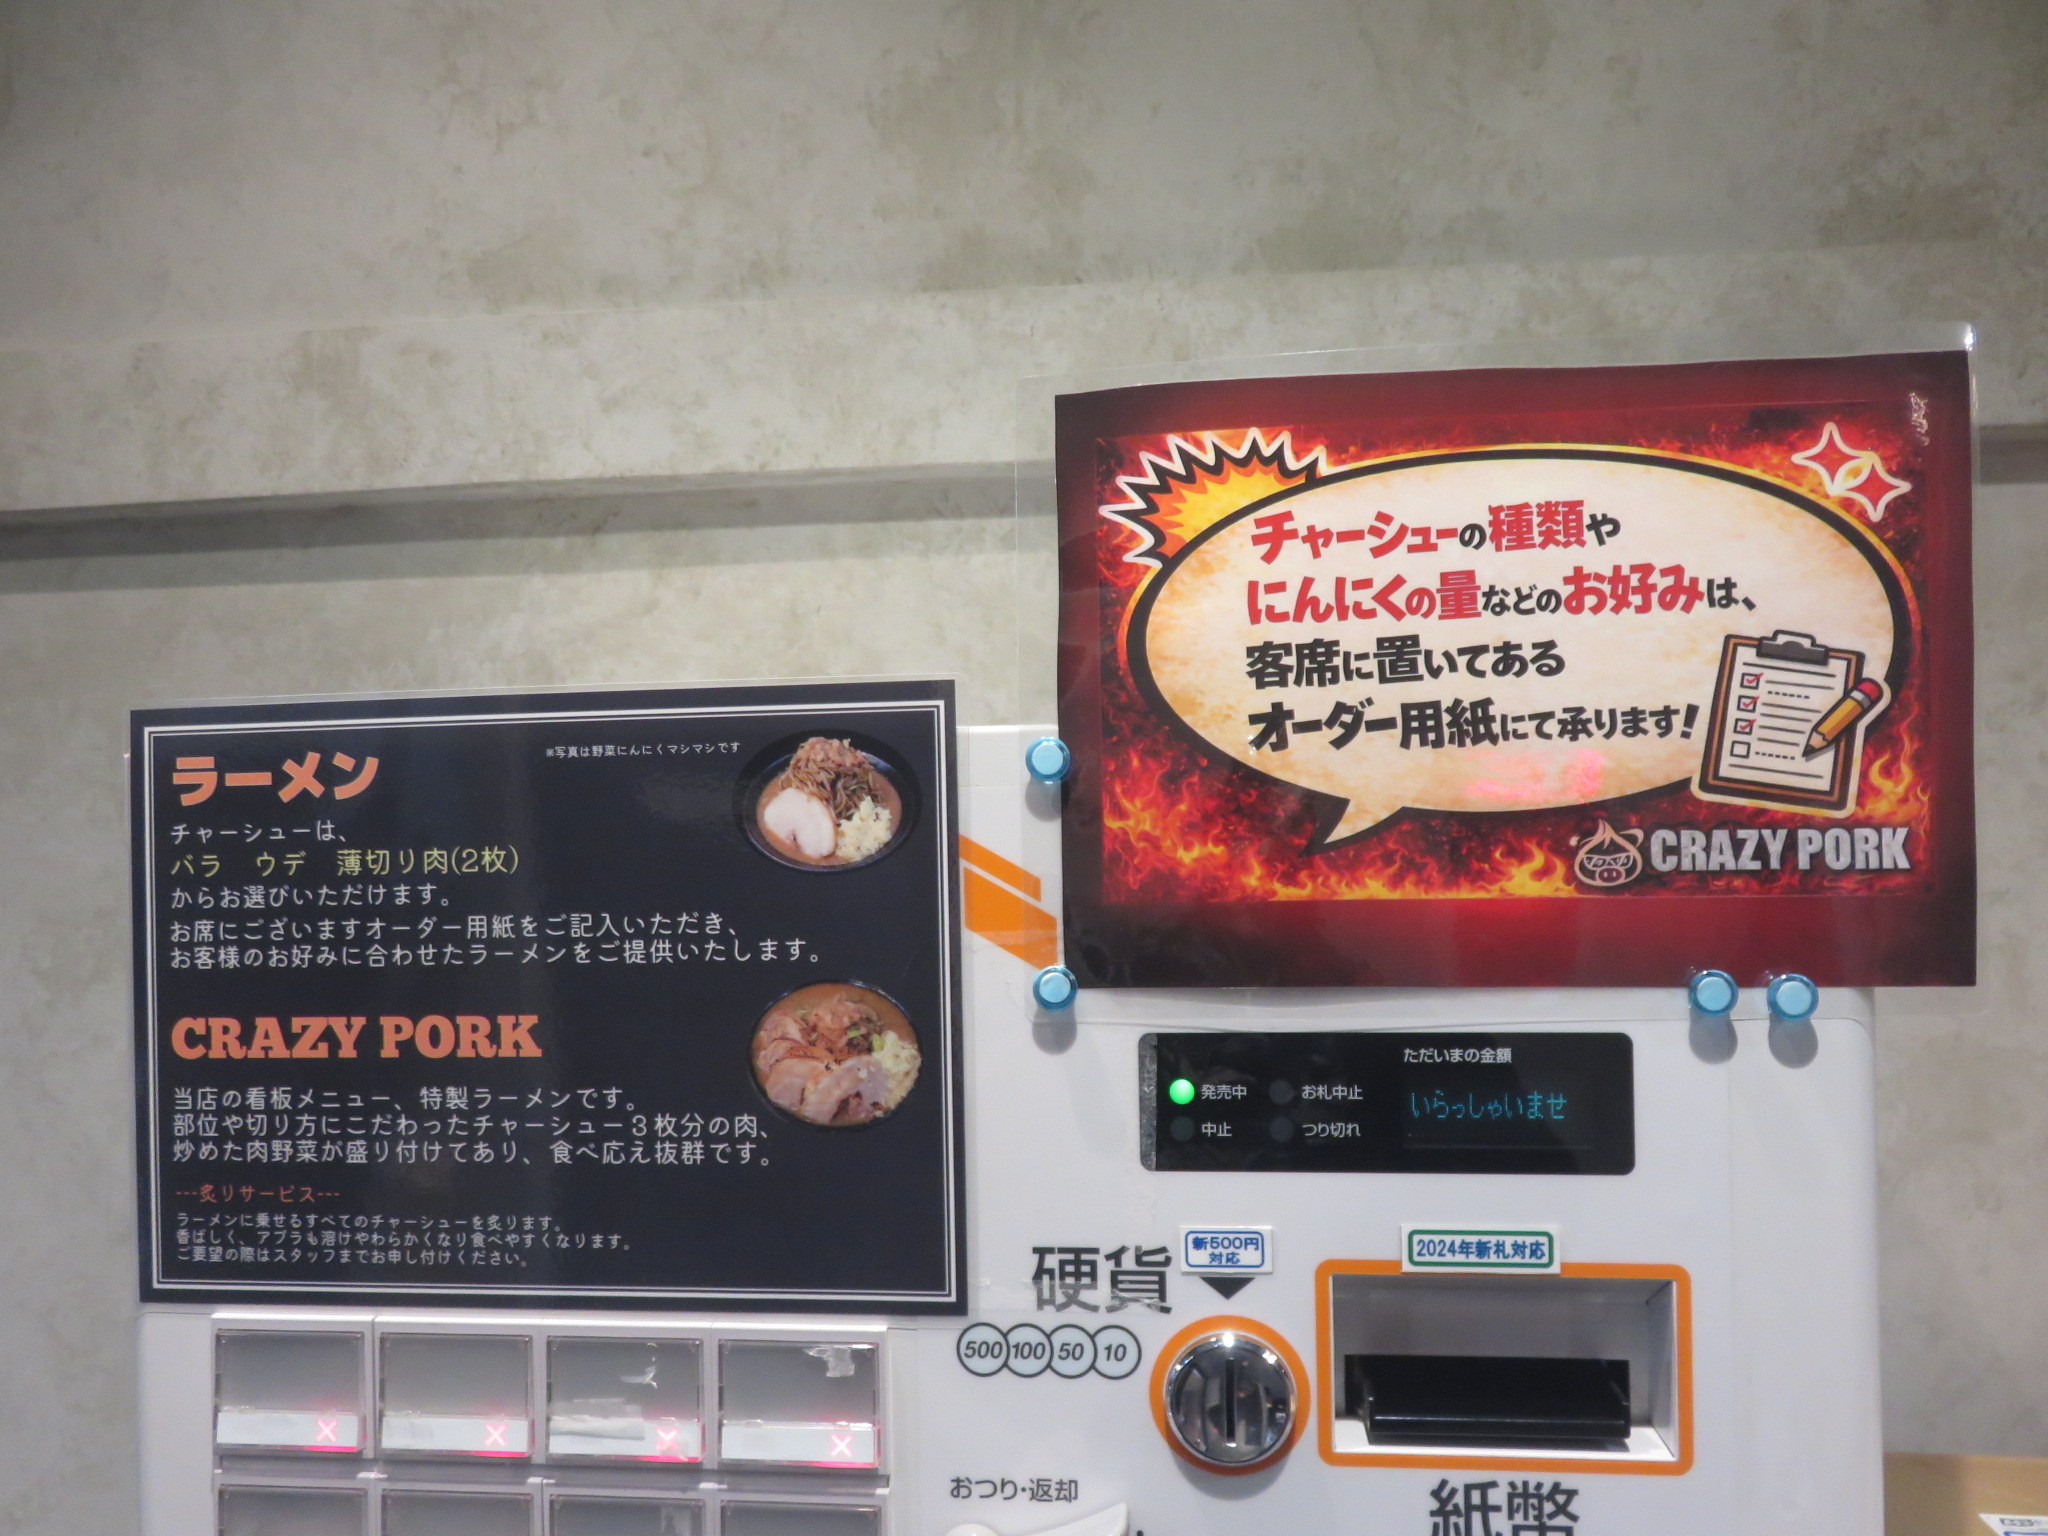 チャーシューの種類や
にんにくの量などのお好みは、
客席に置いてある
オーダー用紙にて承ります!
CRAZY PORK
ラーメン
※写真は野菜にんにくマシマシです
チャーシューは、
バラ ウデ 薄切り肉(2枚)
からお選びいただけます。
お席にございますオーダー用紙をご記入いただき、
お客様のお好みに合わせたラーメンをご提供いたします。
CRAZY PORK
当店の看板メニュー、特製ラーメンです。
部位や切り方にこだわったチャーシュー3枚分の肉、
炒めた肉野菜が盛り付けてあり、食べ応え抜群です。
---炙りサービス---
ラーメンに乗せるすべてのチャーシューを炙ります。
香ばしく、アブラも溶けやわらかくなり食べやすくなります。
ご要望の際はスタッフまでお申し付けください。
ただいまの金額
発売中 お札中止
いらっしゃいませ
中止 つり切れ
硬貨
新500円
対応
2024年新札対応
500 100 50 10
おつり・返却
紙幣